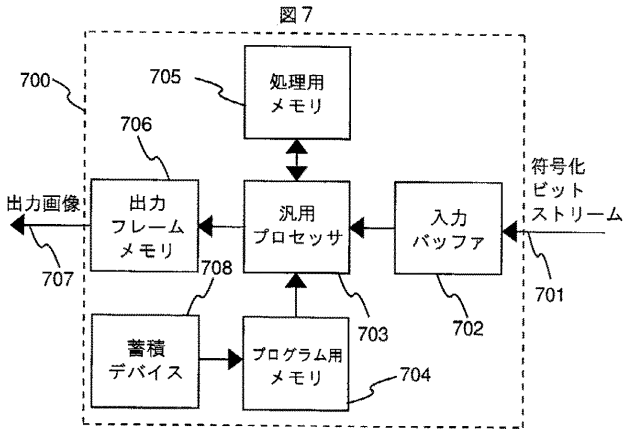 図7
700
705
処理用
メモリ
706
符号化
ビット
ストリーム
出力画像
出力
フレーム
メモリ
汎用
プロセッサ
入力
バッファ
707
708
703
702
701
蓄積
デバイス
プログラム用
メモリ
704